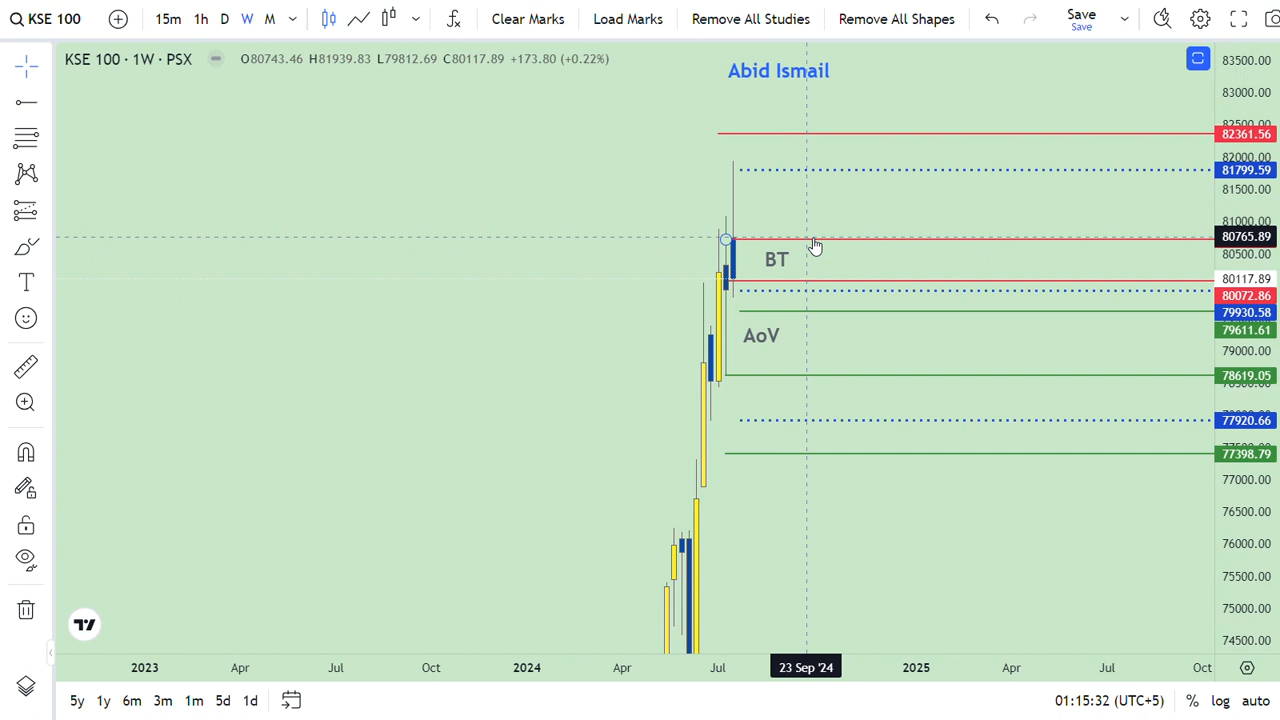 KSE 100 15m 1h D W M Clear Marks Load Marks Remove All Studies Remove All Shapes Save
Save
KSE 100 · 1W · PSX O80743.46 H81939.83 L79812.69 C80117.89 +173.80 (+0.22%)
Abid Ismail
83500.00
83000.00
82361.56
82000.00
81799.59
81500.00
81000.00
80765.89
80500.00
BT
80117.89
80072.86
79930.58
79611.61
AoV
79000.00
78619.05
77920.66
77398.79
77000.00
76500.00
76000.00
75500.00
75000.00
74500.00
2023 Apr Jul Oct 2024 Apr Jul 23 Sep '24 2025 Apr Jul Oct
5y 1y 6m 3m 1m 5d 1d 01:15:32 (UTC+5) % log auto